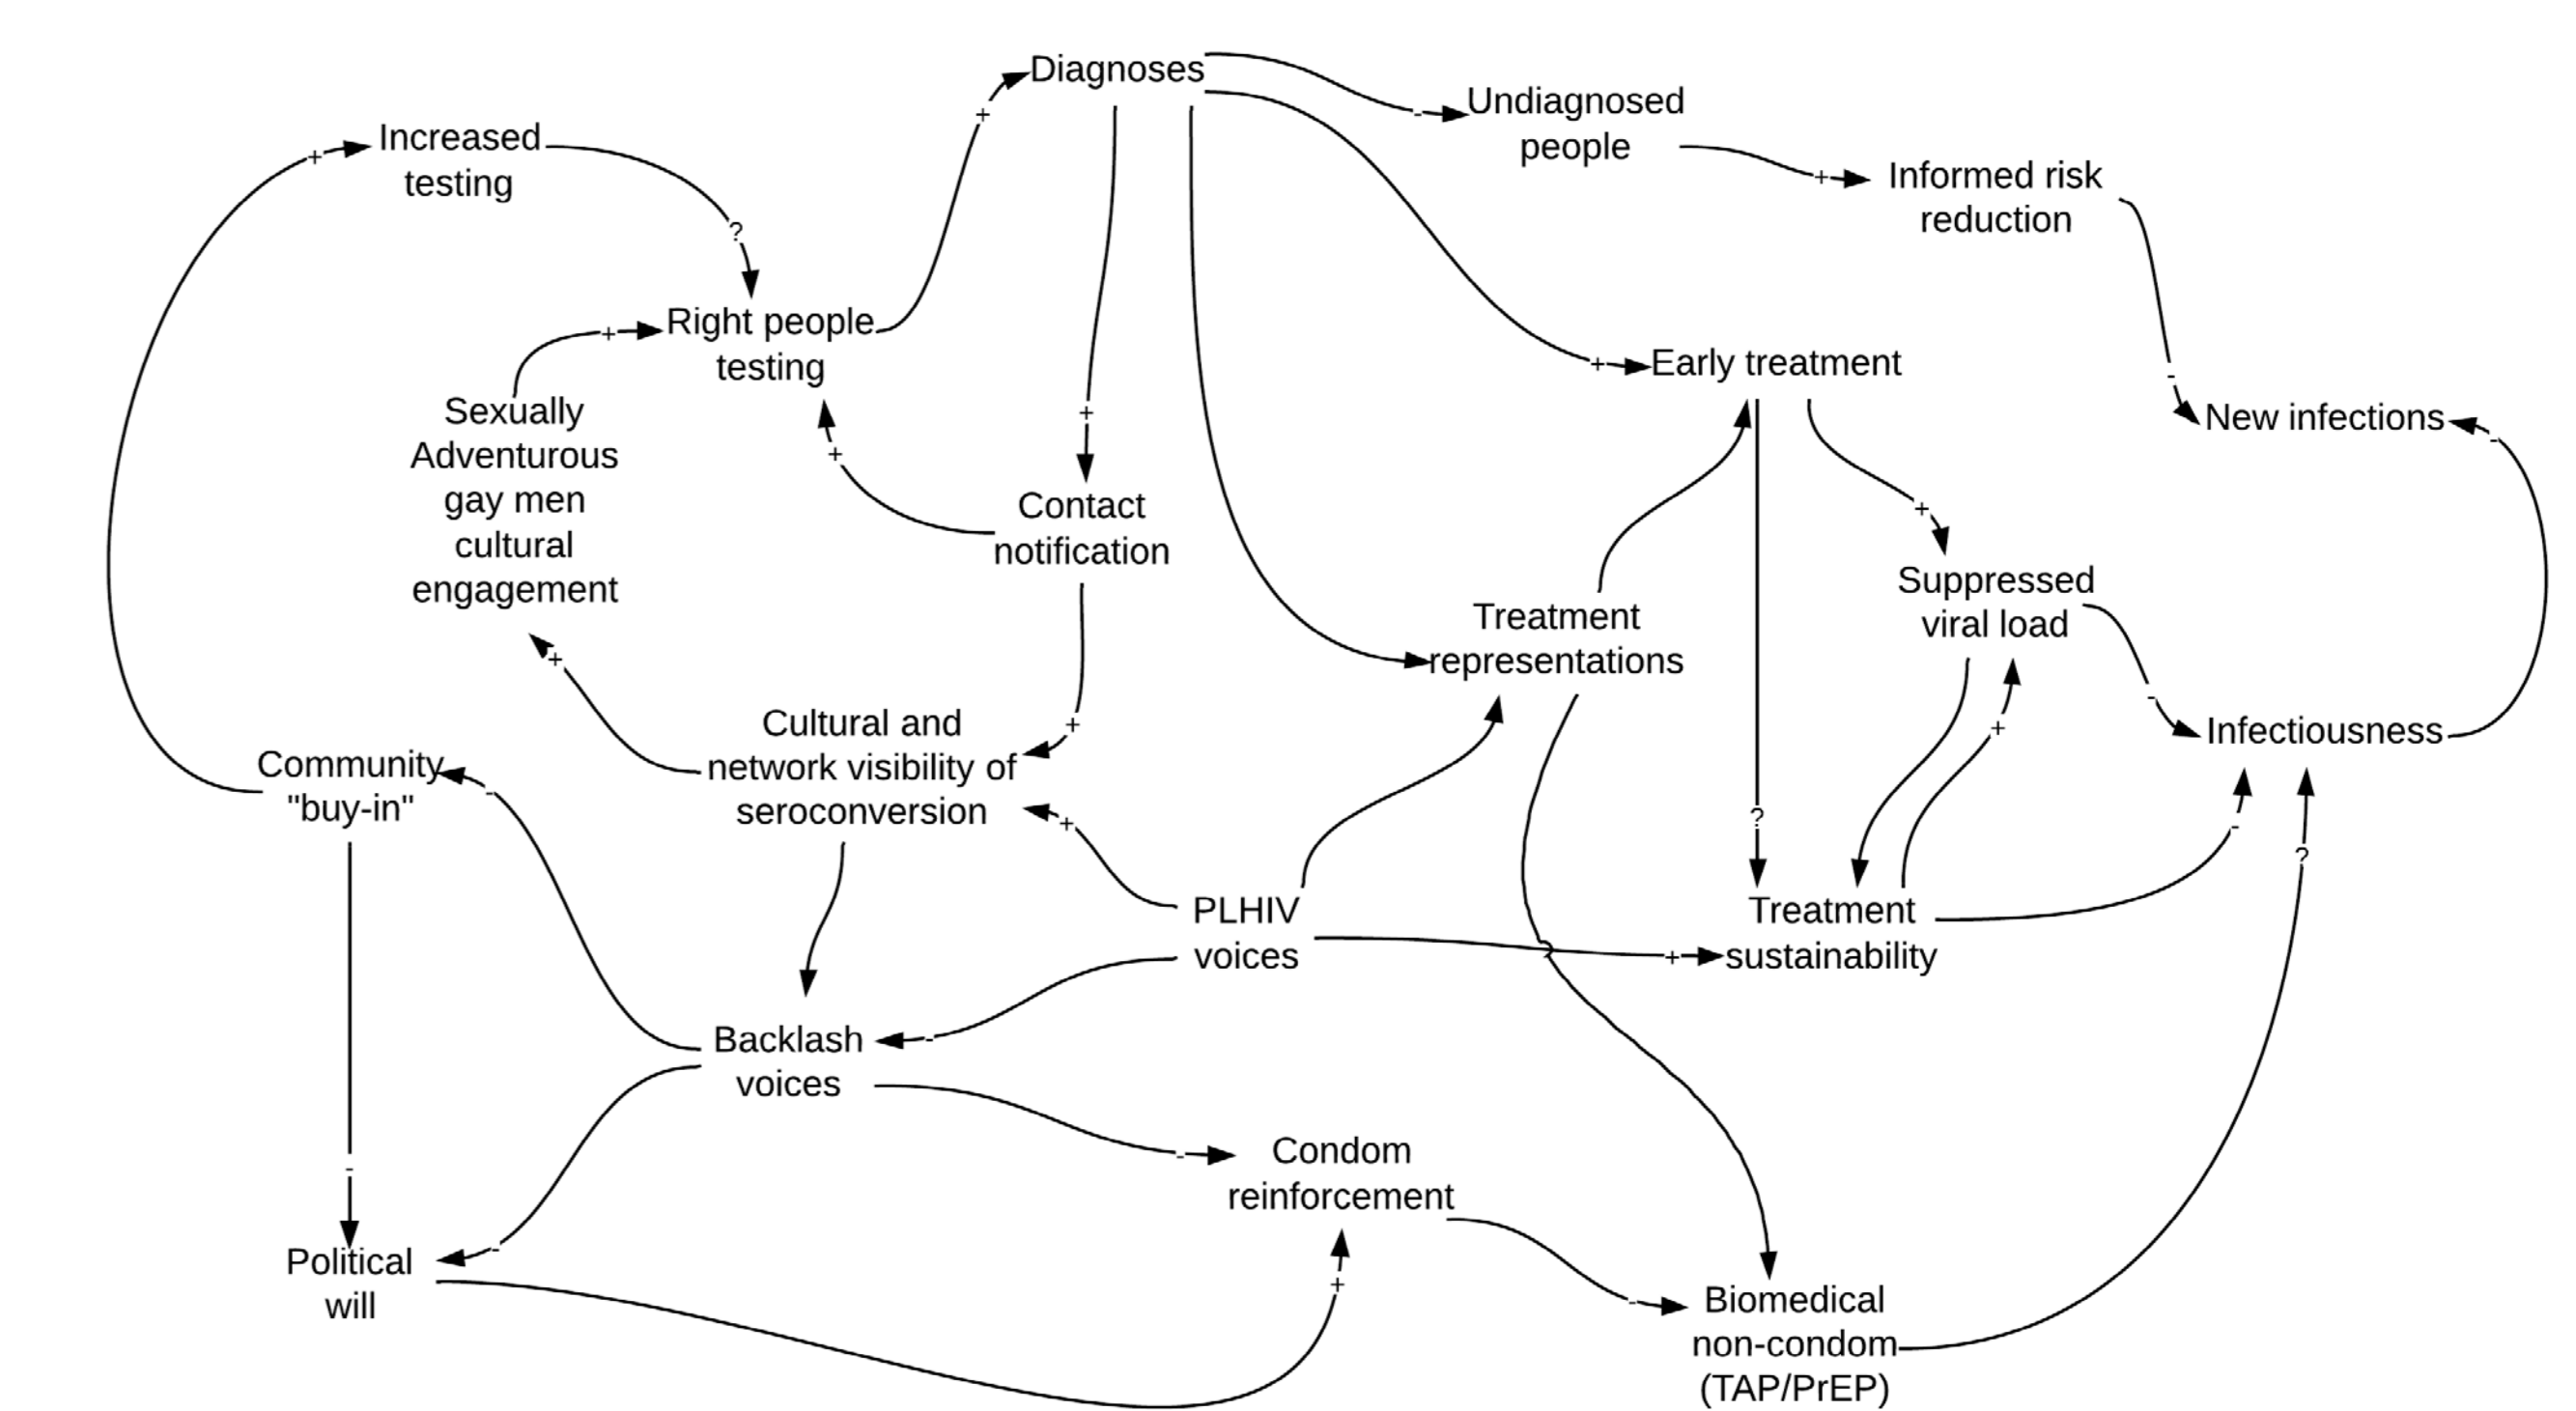 Diagnoses
Undiagnosed
people
Increased
testing
Informed risk
reduction
Right people
testing
Early treatment
New infections
Sexually
Adventurous
gay men
cultural
engagement
Contact
notification
Suppressed
viral load
Treatment
representations
Cultural and
network visibility of
seroconversion
Infectiousness
Community
"buy-in"
PLHIV
voices
Treatment
sustainability
Backlash
voices
Condom
reinforcement
Political
will
Biomedical
non-condom
(TAP/PrEP)
+
-
+
+
?
+
+
+
-
-
+
+
+
+
+
+
-
+
-
-
?
?
+
-
-
-
-
+
-